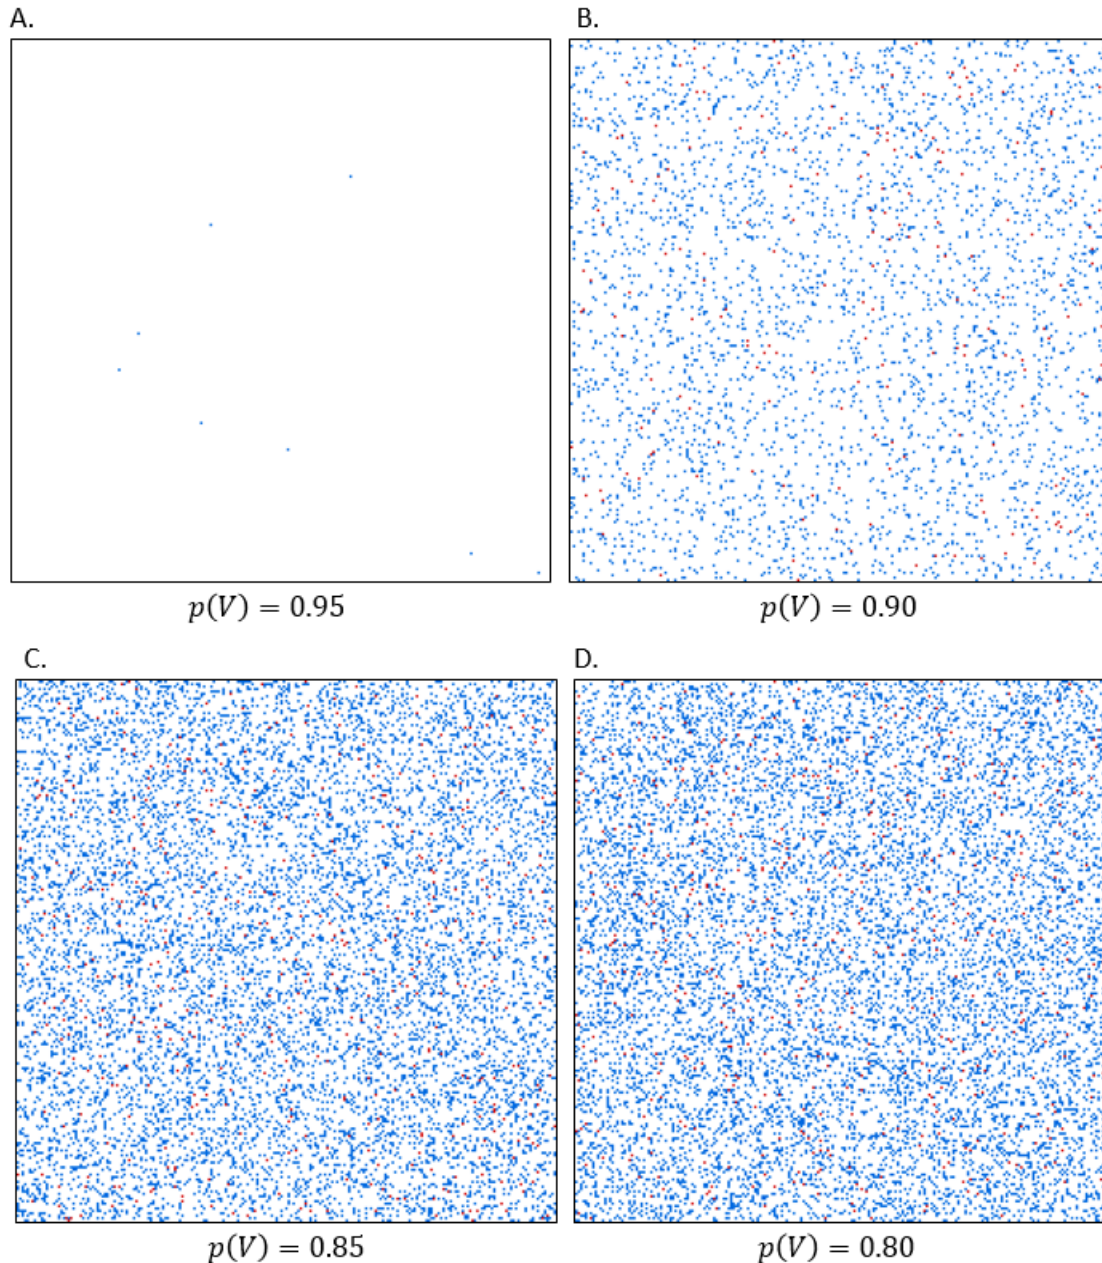 A.
B.
p(V) = 0.95
p(V) = 0.90
C.
D.
p(V) = 0.85
p(V) = 0.80